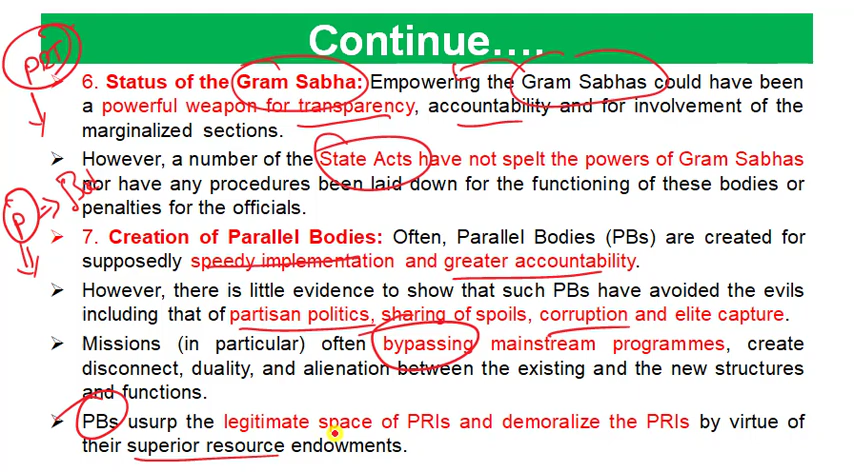 Continue….
PRI
6. Status of the Gram Sabha: Empowering the Gram Sabhas could have been
a powerful weapon for transparency, accountability and for involvement of the
marginalized sections.
➢ However, a number of the State Acts have not spelt the powers of Gram Sabhas
nor have any procedures been laid down for the functioning of these bodies or
penalties for the officials.
P
➢ 7. Creation of Parallel Bodies: Often, Parallel Bodies (PBs) are created for
supposedly speedy implementation and greater accountability.
➢ However, there is little evidence to show that such PBs have avoided the evils
including that of partisan politics, sharing of spoils, corruption and elite capture.
➢ Missions (in particular) often bypassing mainstream programmes, create
disconnect, duality, and alienation between the existing and the new structures
and functions.
➢ PBs usurp the legitimate space of PRIs and demoralize the PRIs by virtue of
their superior resource endowments.